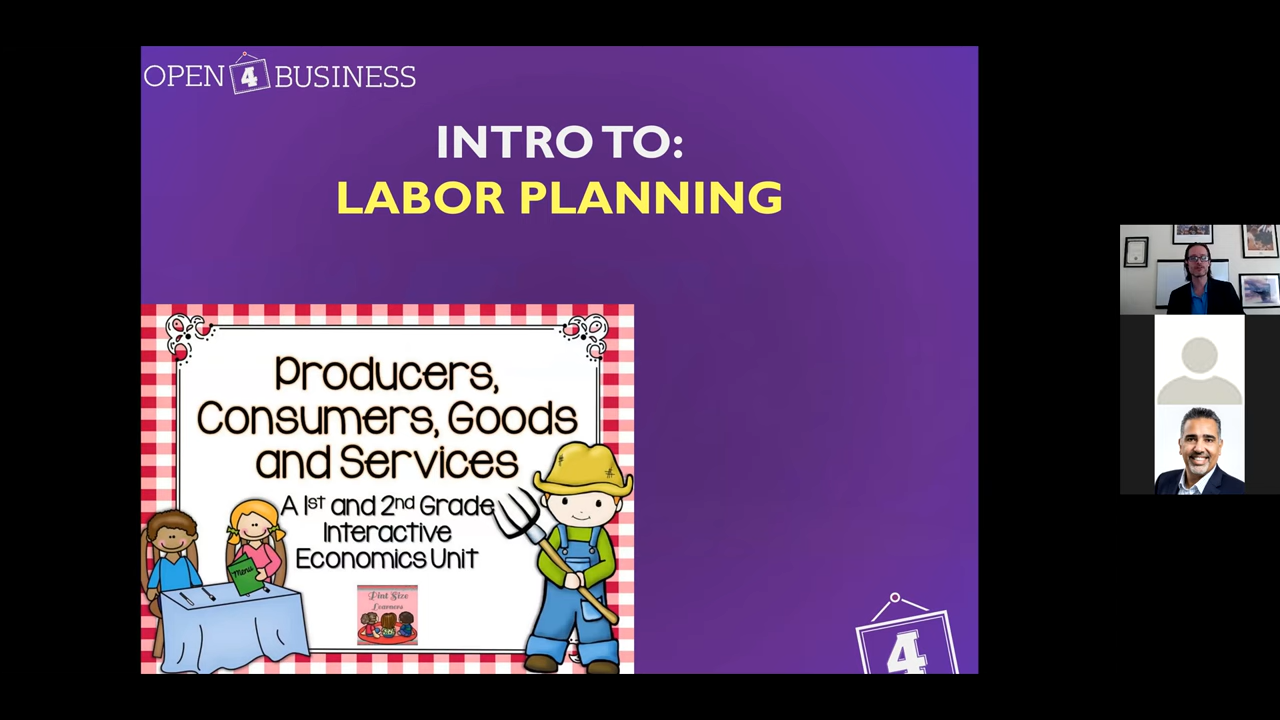 OPEN 4 BUSINESS
INTRO TO:
LABOR PLANNING
Producers,
Consumers, Goods
and Services
A 1st and 2nd Grade
Interactive
Economics Unit
Menu
Pint Size
Learners
4